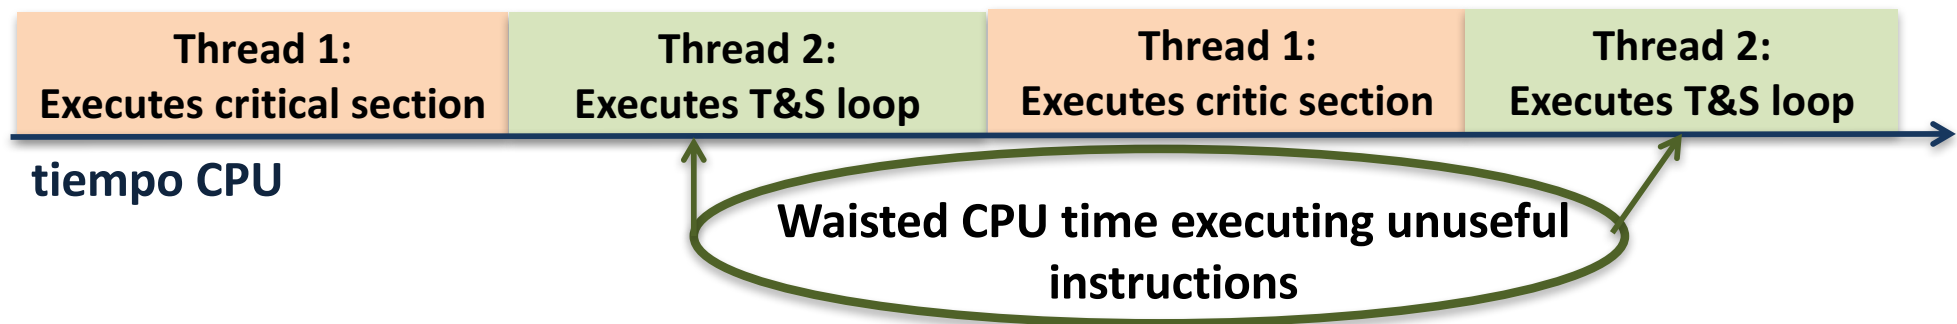 Thread 1:
Executes critical section
Thread 2:
Executes T&S loop
Thread 1:
Executes critic section
Thread 2:
Executes T&S loop
tiempo CPU
Waisted CPU time executing unuseful
instructions